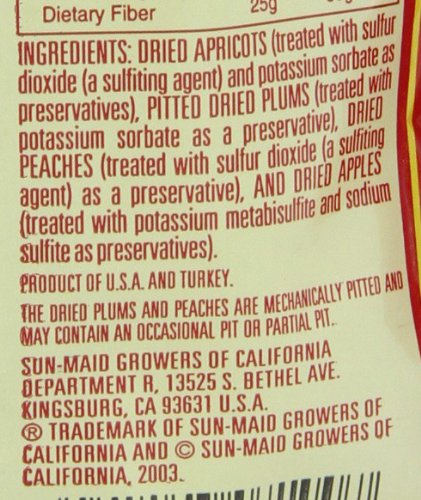 Dietary Fiber 25g
INGREDIENTS: DRIED APRICOTS (treated with sulfur
dioxide (a sulfiting agent) and potassium sorbate as
preservatives), PITTED DRIED PLUMS (treated with
potassium sorbate as a preservative), DRIED
PEACHES (treated with sulfur dioxide (a sulfiting
agent) as a preservative), AND DRIED APPLES
(treated with potassium metabisulfite and sodium
sulfite as preservatives).
PRODUCT OF U.S.A. AND TURKEY.
THE DRIED PLUMS AND PEACHES ARE MECHANICALLY PITTED AND
MAY CONTAIN AN OCCASIONAL PIT OR PARTIAL PIT.
SUN-MAID GROWERS OF CALIFORNIA
DEPARTMENT R, 13525 S. BETHEL AVE.
KINGSBURG, CA 93631 U.S.A.
® TRADEMARK OF SUN-MAID GROWERS OF
CALIFORNIA AND © SUN-MAID GROWERS OF
CALIFORNIA, 2003.